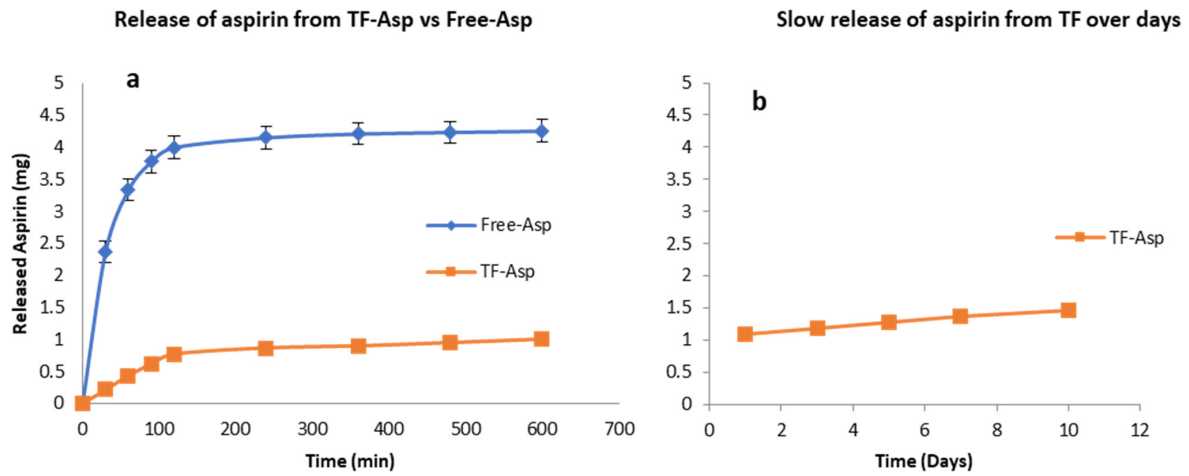 Release of aspirin from TF-Asp vs Free-Asp
a
5
4.5
4
3.5
3
2.5
2
1.5
1
0.5
0
Released Aspirin (mg)
Free-Asp
TF-Asp
0 100 200 300 400 500 600 700
Time (min)
Slow release of aspirin from TF over days
b
5
4.5
4
3.5
3
2.5
2
1.5
1
0.5
0
TF-Asp
0 2 4 6 8 10 12
Time (Days)